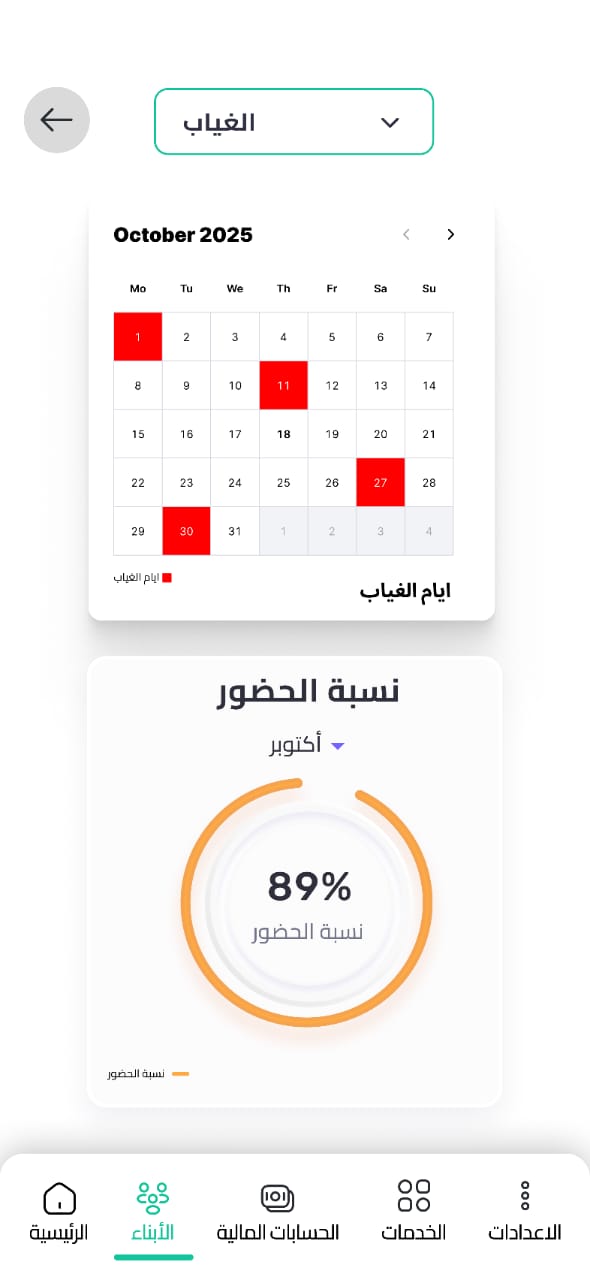 الغياب
October 2025
Mo Tu We Th Fr Sa Su
1 2 3 4 5 6 7
8 9 10 11 12 13 14
15 16 17 18 19 20 21
22 23 24 25 26 27 28
29 30 31 1 2 3 4
ايام الغياب
ايام الغياب
نسبة الحضور
أكتوبر
89%
نسبة الحضور
نسبة الحضور
الاعدادات الخدمات الحسابات المالية الأبناء الرئيسية